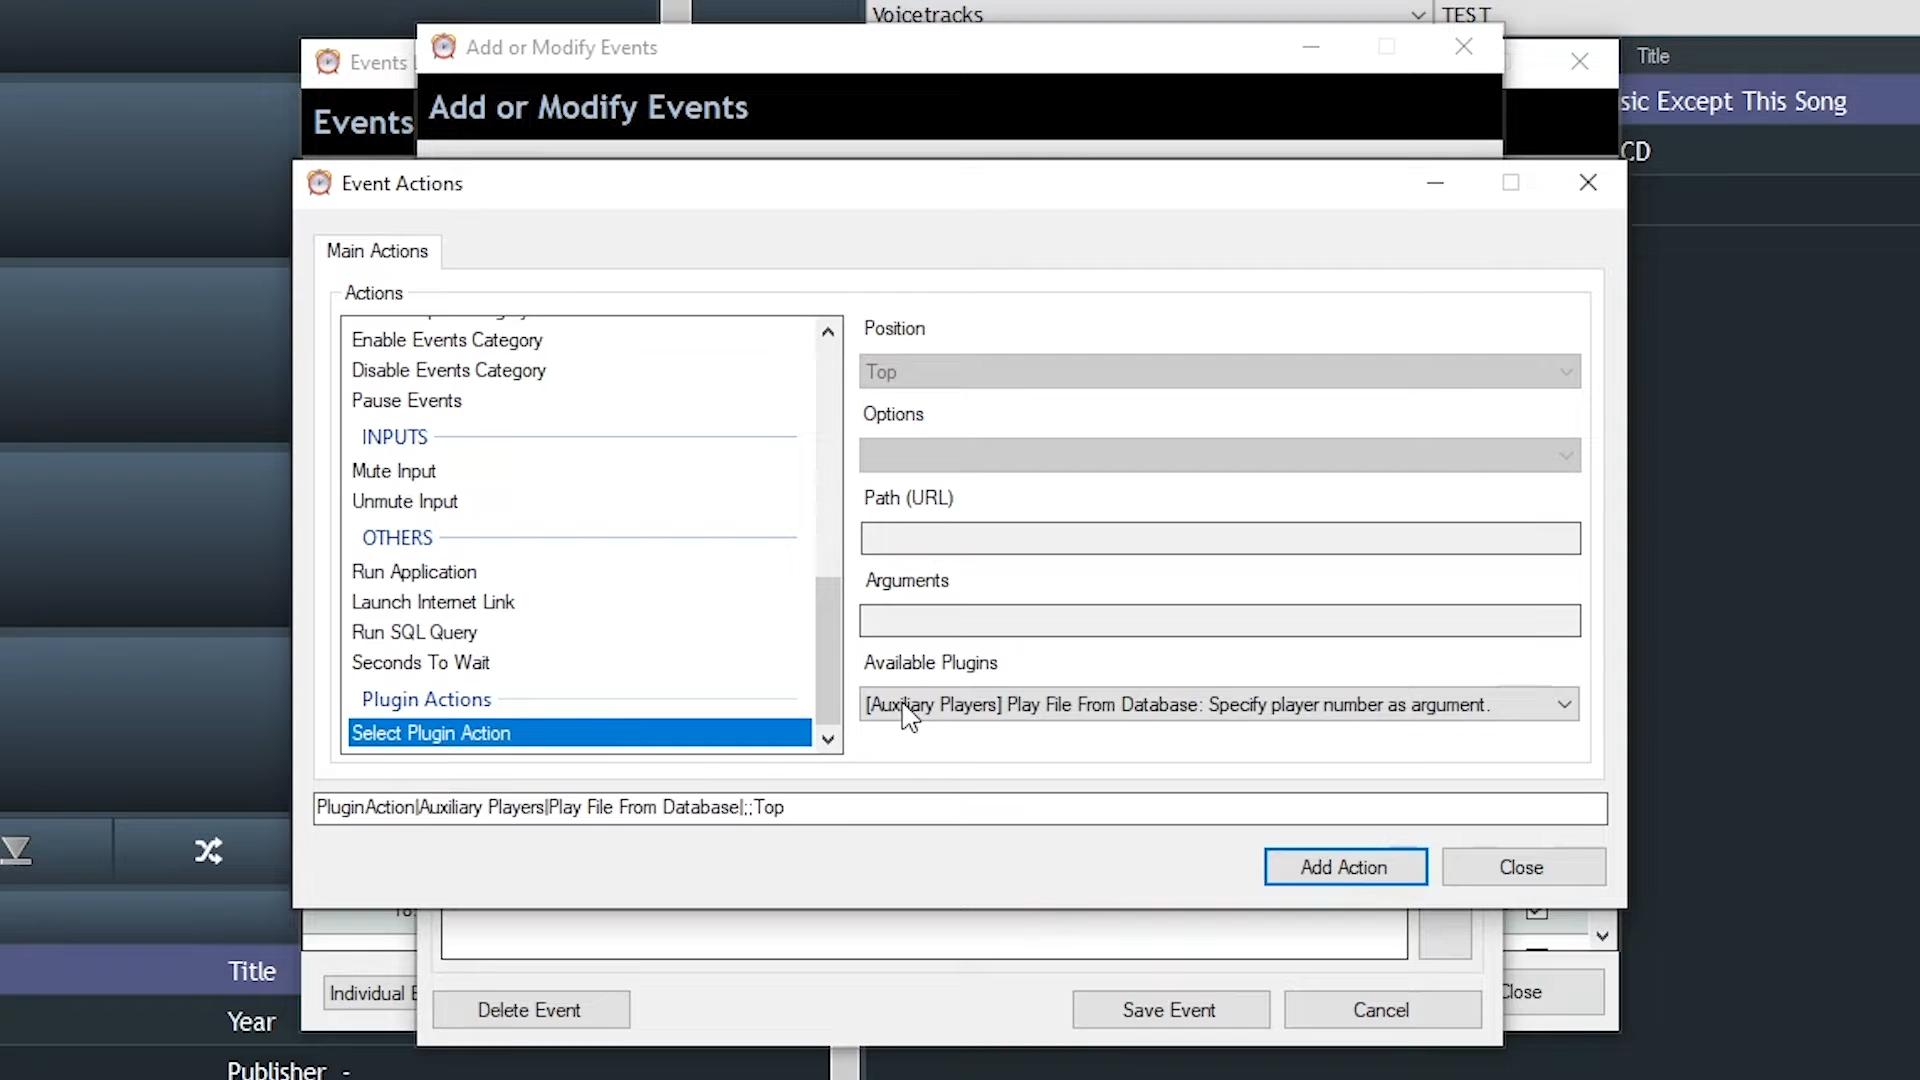 Voicetracks
TEST
Add or Modify Events
Events
Title
Add or Modify Events
Events
sic Except This Song
CD
Event Actions
Main Actions
Actions
Enable Events Category
Disable Events Category
Pause Events
INPUTS
Mute Input
Unmute Input
OTHERS
Run Application
Launch Internet Link
Run SQL Query
Seconds To Wait
Plugin Actions
Select Plugin Action
Position
Top
Options
Path (URL)
Arguments
Available Plugins
[Auxiliary Players] Play File From Database: Specify player number as argument.
PluginAction|Auxiliary Players|Play File From Database|;;Top
Add Action
Close
Title
Individual E
Close
Delete Event
Save Event
Cancel
Year
Publisher -